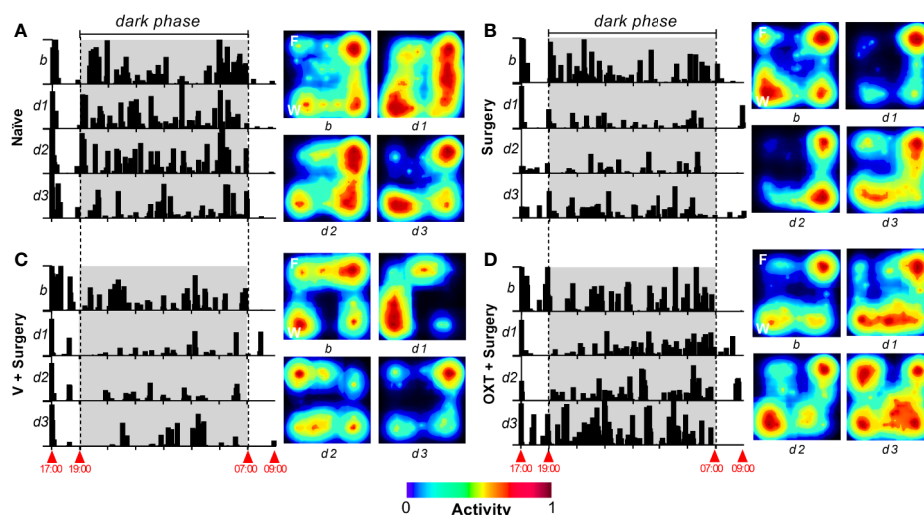 A
dark phase
B
dark phase
Naïve
b
d1
d2
d3
F
W
b
d1
d2
d3
Surgery
b
d1
d2
d3
F
W
b
d1
d2
d3
C
D
V + Surgery
b
d1
d2
d3
F
W
b
d1
d2
d3
OXT + Surgery
b
d1
d2
d3
F
W
b
d1
d2
d3
17:00 19:00 07:00 09:00
17:00 19:00 07:00 09:00
0 Activity 1